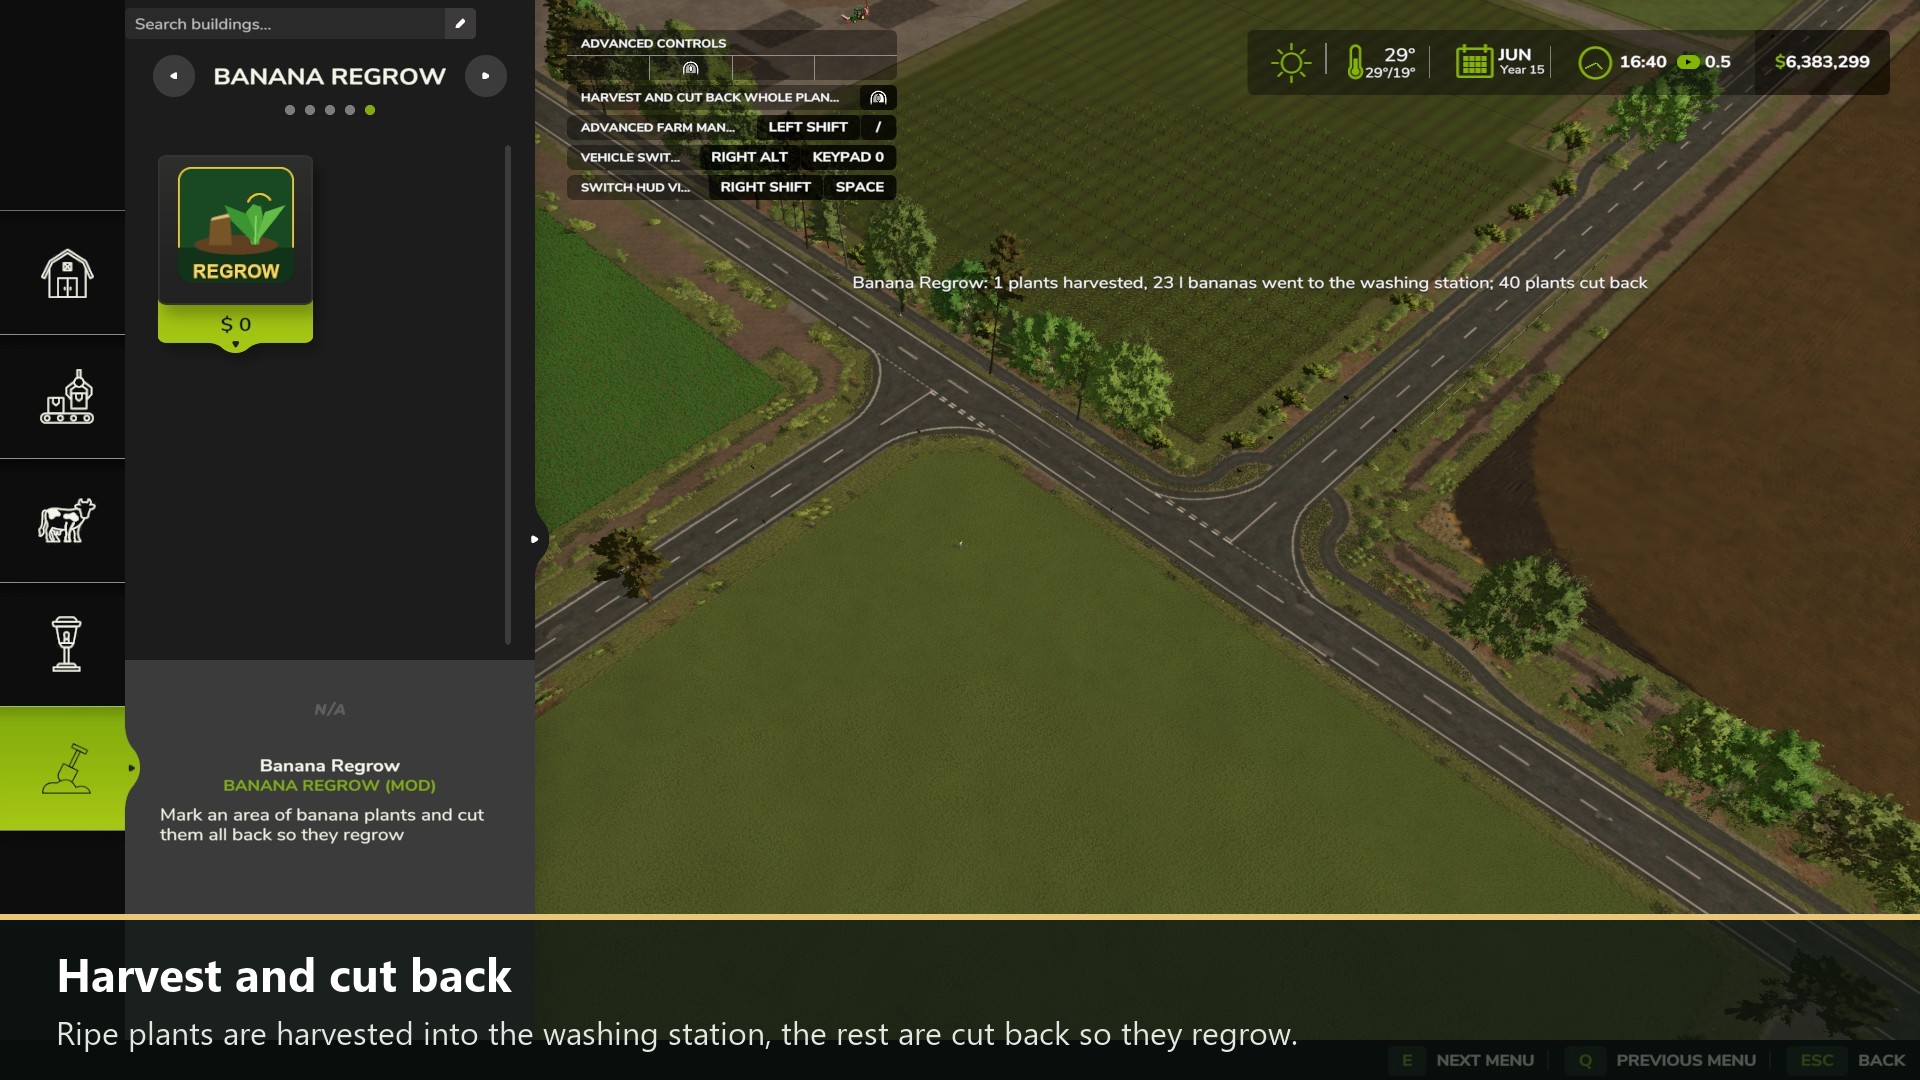 Search buildings...
BANANA REGROW
REGROW
$ 0
N/A
Banana Regrow
BANANA REGROW (MOD)
Mark an area of banana plants and cut
them all back so they regrow
ADVANCED CONTROLS
HARVEST AND CUT BACK WHOLE PLAN...
ADVANCED FARM MAN... LEFT SHIFT /
VEHICLE SWIT... RIGHT ALT KEYPAD 0
SWITCH HUD VI... RIGHT SHIFT SPACE
29° 29°/19° JUN Year 15 16:40 0.5 $6,383,299
Banana Regrow: 1 plants harvested, 23 l bananas went to the washing station; 40 plants cut back
Harvest and cut back
Ripe plants are harvested into the washing station, the rest are cut back so they regrow.
E NEXT MENU Q PREVIOUS MENU ESC BACK